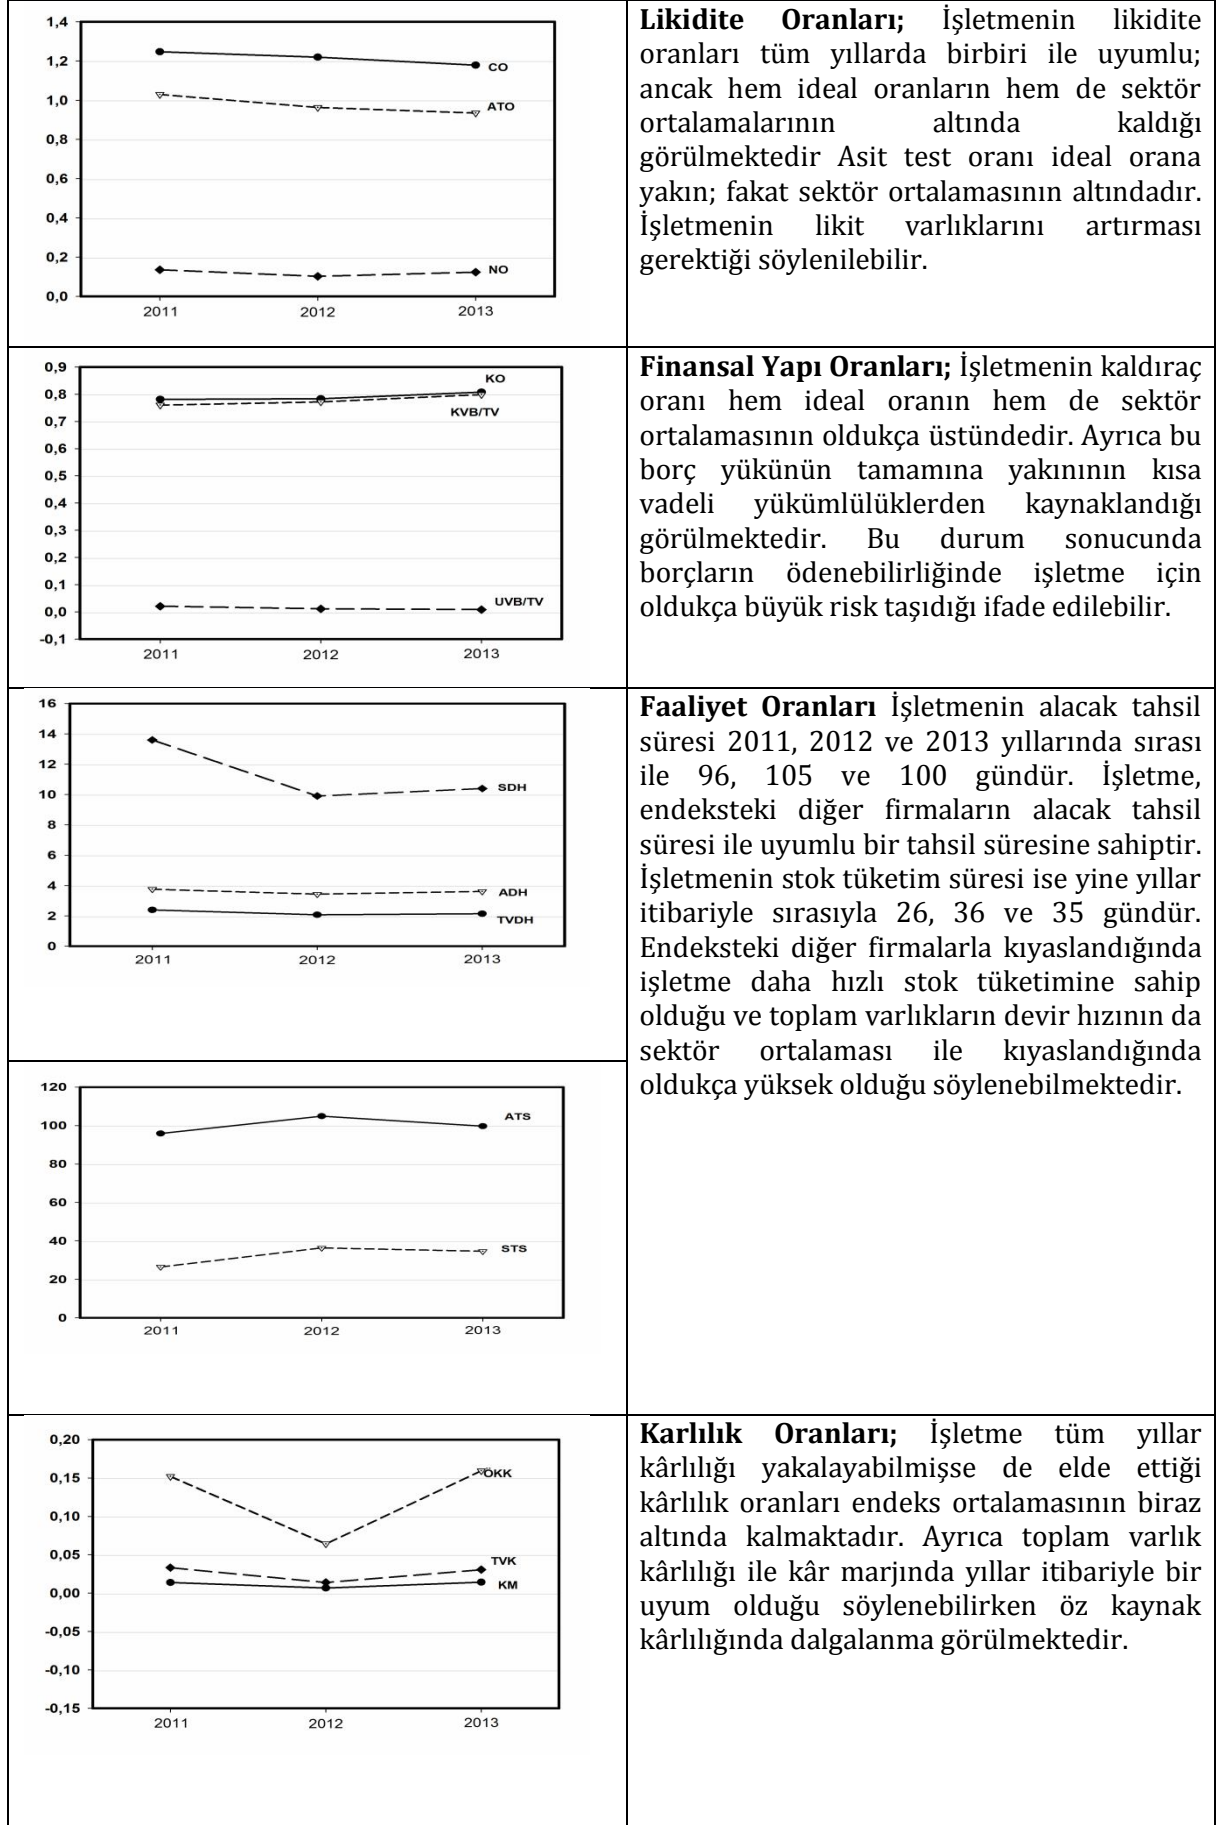 1,4
1,2
1,0
0,8
0,6
0,4
0,2
0,0
CO
ATO
NO
2011 2012 2013
Likidite Oranları; İşletmenin likidite
oranları tüm yıllarda birbiri ile uyumlu;
ancak hem ideal oranların hem de sektör
ortalamalarının altında kaldığı
görülmektedir Asit test oranı ideal orana
yakın; fakat sektör ortalamasının altındadır.
İşletmenin likit varlıklarını artırması
gerektiği söylenilebilir.
0,9
0,8
0,7
0,6
0,5
0,4
0,3
0,2
0,1
0,0
-0,1
KO
KVB/TV
UVB/TV
2011 2012 2013
Finansal Yapı Oranları; İşletmenin kaldıraç
oranı hem ideal oranın hem de sektör
ortalamasının oldukça üstündedir. Ayrıca bu
borç yükünün tamamına yakınının kısa
vadeli yükümlülüklerden kaynaklandığı
görülmektedir. Bu durum sonucunda
borçların ödenebilirliğinde işletme için
oldukça büyük risk taşıdığı ifade edilebilir.
16
14
12
10
8
6
4
2
0
SDH
ADH
TVDH
2011 2012 2013
Faaliyet Oranları İşletmenin alacak tahsil
süresi 2011, 2012 ve 2013 yıllarında sırası
ile 96, 105 ve 100 gündür. İşletme,
endeksteki diğer firmaların alacak tahsil
süresi ile uyumlu bir tahsil süresine sahiptir.
İşletmenin stok tüketim süresi ise yine yıllar
itibariyle sırasıyla 26, 36 ve 35 gündür.
Endeksteki diğer firmalarla kıyaslandığında
işletme daha hızlı stok tüketimine sahip
olduğu ve toplam varlıkların devir hızının da
sektör ortalaması ile kıyaslandığında
oldukça yüksek olduğu söylenebilmektedir.
120
100
80
60
40
20
0
ATS
STS
2011 2012 2013
0,20
0,15
0,10
0,05
0,00
-0,05
-0,10
-0,15
ÖKK
TVK
KM
2011 2012 2013
Karlılık Oranları; İşletme tüm yıllar
kârlılığı yakalayabilmişse de elde ettiği
kârlılık oranları endeks ortalamasının biraz
altında kalmaktadır. Ayrıca toplam varlık
kârlılığı ile kâr marjında yıllar itibariyle bir
uyum olduğu söylenebilirken öz kaynak
kârlılığında dalgalanma görülmektedir.